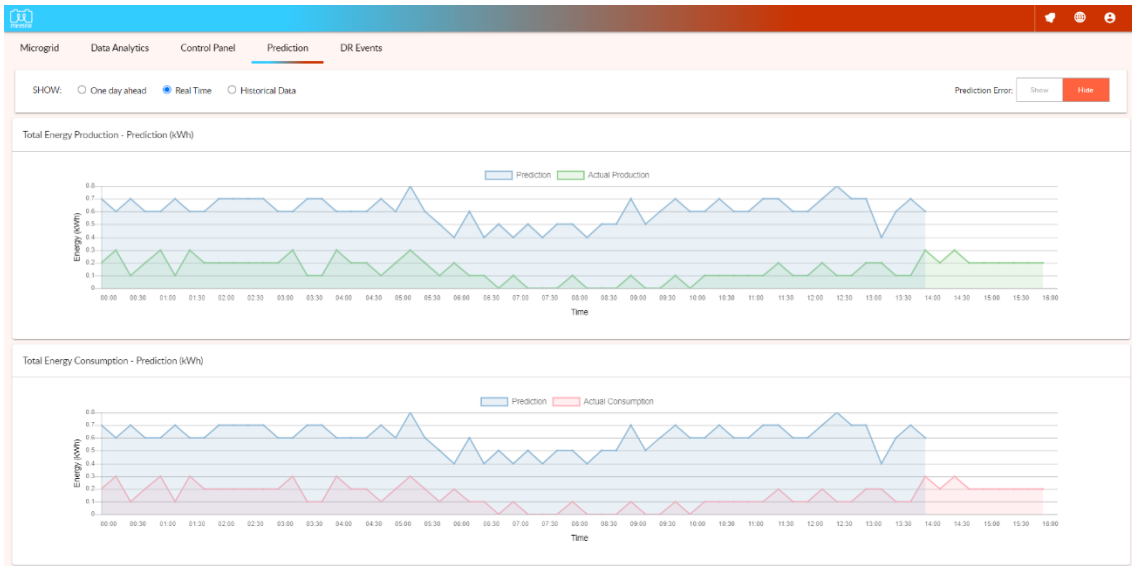 Microgrid Data Analytics Control Panel Prediction DR Events
SHOW: One day ahead Real Time Historical Data Prediction Error: Show Hide
Total Energy Production - Prediction (kWh)
Prediction Actual Production
0.8
0.7
0.6
0.5
0.4
0.3
0.2
0.1
0
Energy (kWh)
00:00 00:30 01:00 01:30 02:00 02:30 03:00 03:30 04:00 04:30 05:00 05:30 06:00 06:30 07:00 07:30 08:00 08:30 09:00 09:30 10:00 10:30 11:00 11:30 12:00 12:30 13:00 13:30 14:00 14:30 15:00 15:30 16:00
Time
Total Energy Consumption - Prediction (kWh)
Prediction Actual Consumption
0.8
0.7
0.6
0.5
0.4
0.3
0.2
0.1
0
Energy (kWh)
00:00 00:30 01:00 01:30 02:00 02:30 03:00 03:30 04:00 04:30 05:00 05:30 06:00 06:30 07:00 07:30 08:00 08:30 09:00 09:30 10:00 10:30 11:00 11:30 12:00 12:30 13:00 13:30 14:00 14:30 15:00 15:30 16:00
Time